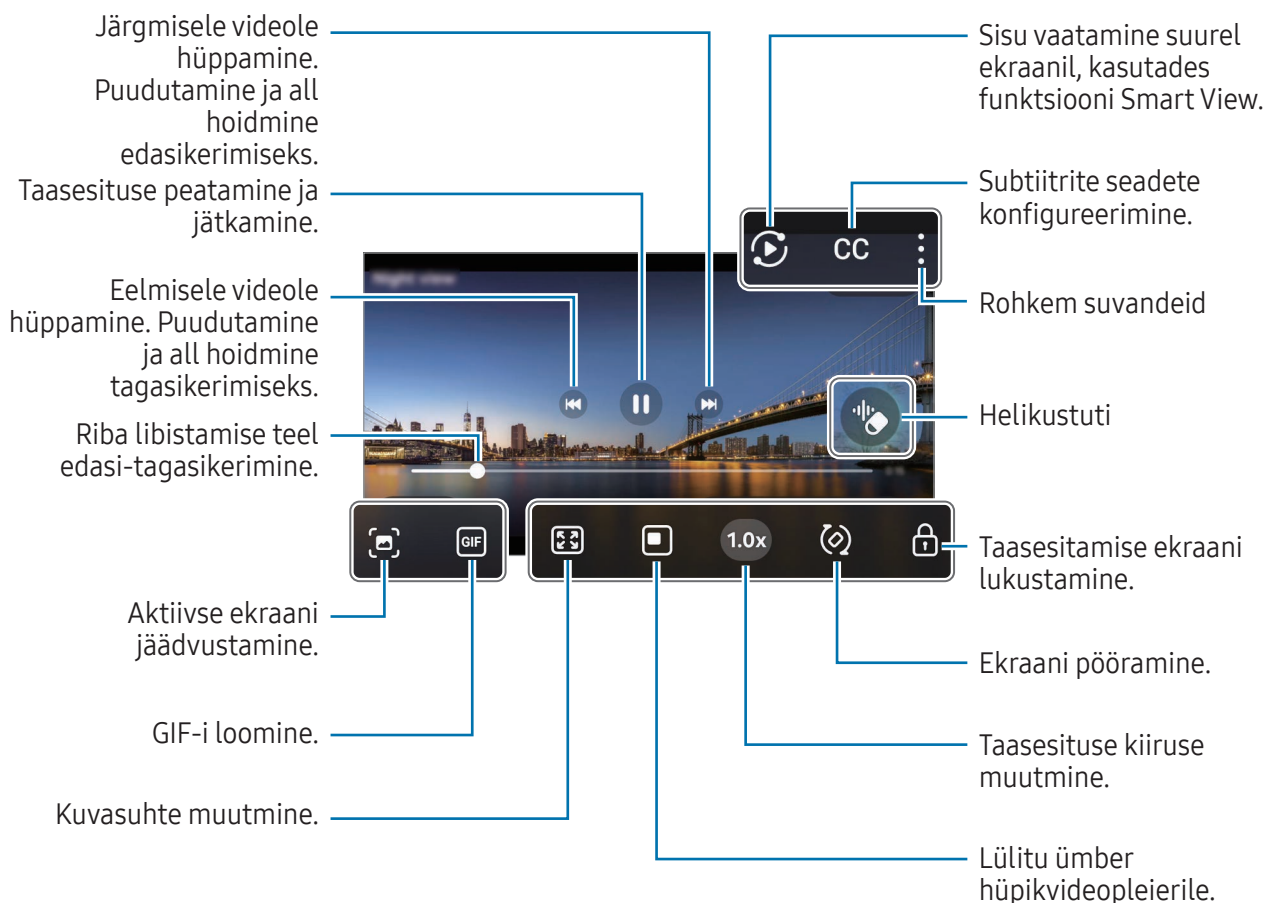 Järgmisele videole
hüppamine.
Puudutamine ja all
hoidmine
edasikerimiseks.
Taasesituse peatamine ja
jätkamine.
Eelmisele videole
hüppamine. Puudutamine
ja all hoidmine
tagasikerimiseks.
Riba libistamise teel
edasi-tagasikerimine.
Aktiivse ekraani
jäädvustamine.
GIF-i loomine.
Kuvasuhte muutmine.
Sisu vaatamine suurel
ekraanil, kasutades
funktsiooni Smart View.
Subtiitrite seadete
konfigureerimine.
Rohkem suvandeid
Helikustuti
Taasesitamise ekraani
lukustamine.
Ekraani pööramine.
Taasesituse kiiruse
muutmine.
Lülitu ümber
hüpikvideopleierile.
CC
Night view
GIF
1.0x